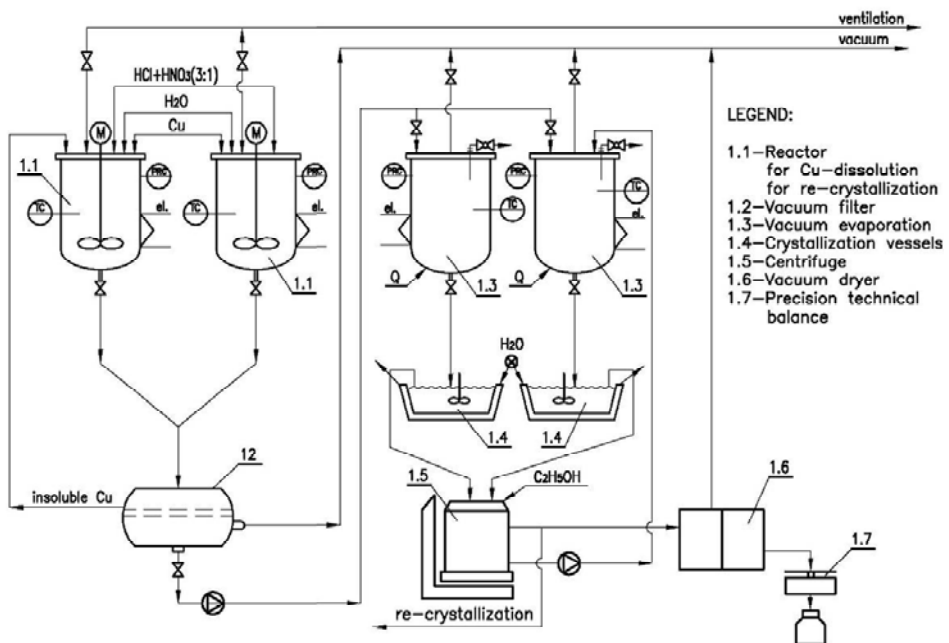 ventilation
vacuum
HCl+HNO3(3:1)
H2O
Cu
M
M
1.1
PRC
PRC
PRC
PRC
TC
TC
TC
TC
el.
el.
el.
el.
1.1
Q
1.3
Q
1.3
LEGEND:
1.1–Reactor
for Cu-dissolution
for re-crystallization
1.2–Vacuum filter
1.3–Vacuum evaporation
1.4–Crystallization vessels
1.5–Centrifuge
1.6–Vacuum dryer
1.7–Precision technical
balance
H2O
1.4
1.4
12
insoluble Cu
1.5
C2H5OH
1.6
1.7
re-crystallization